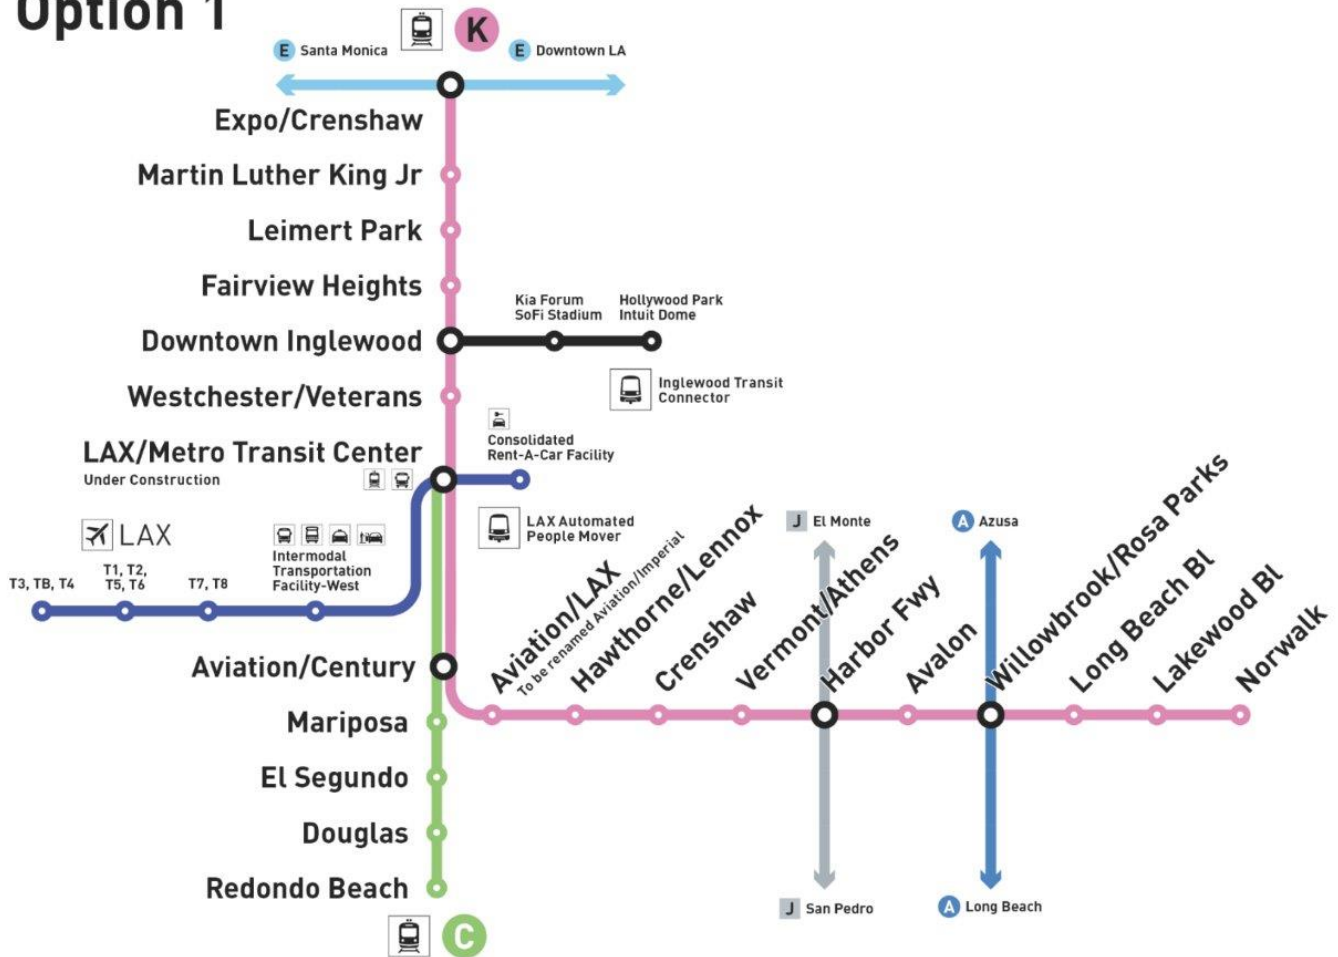 Option 1
K
E Santa Monica
E Downtown LA
Expo/Crenshaw
Martin Luther King Jr
Leimert Park
Fairview Heights
Kia Forum
SoFi Stadium
Hollywood Park
Intuit Dome
Downtown Inglewood
Inglewood Transit
Connector
Westchester/Veterans
Consolidated
Rent-A-Car Facility
LAX/Metro Transit Center
Under Construction
LAX Automated
People Mover
LAX
Intermodal
Transportation
Facility-West
T3, TB, T4
T1, T2,
T5, T6
T7, T8
J El Monte
A Azusa
Aviation/Century
Aviation/LAX
To be renamed Aviation/Imperial
Hawthorne/Lennox
Crenshaw
Vermont/Athens
Harbor Fwy
Avalon
Willowbrook/Rosa Parks
Long Beach Bl
Lakewood Bl
Norwalk
Mariposa
El Segundo
Douglas
Redondo Beach
J San Pedro
A Long Beach
C